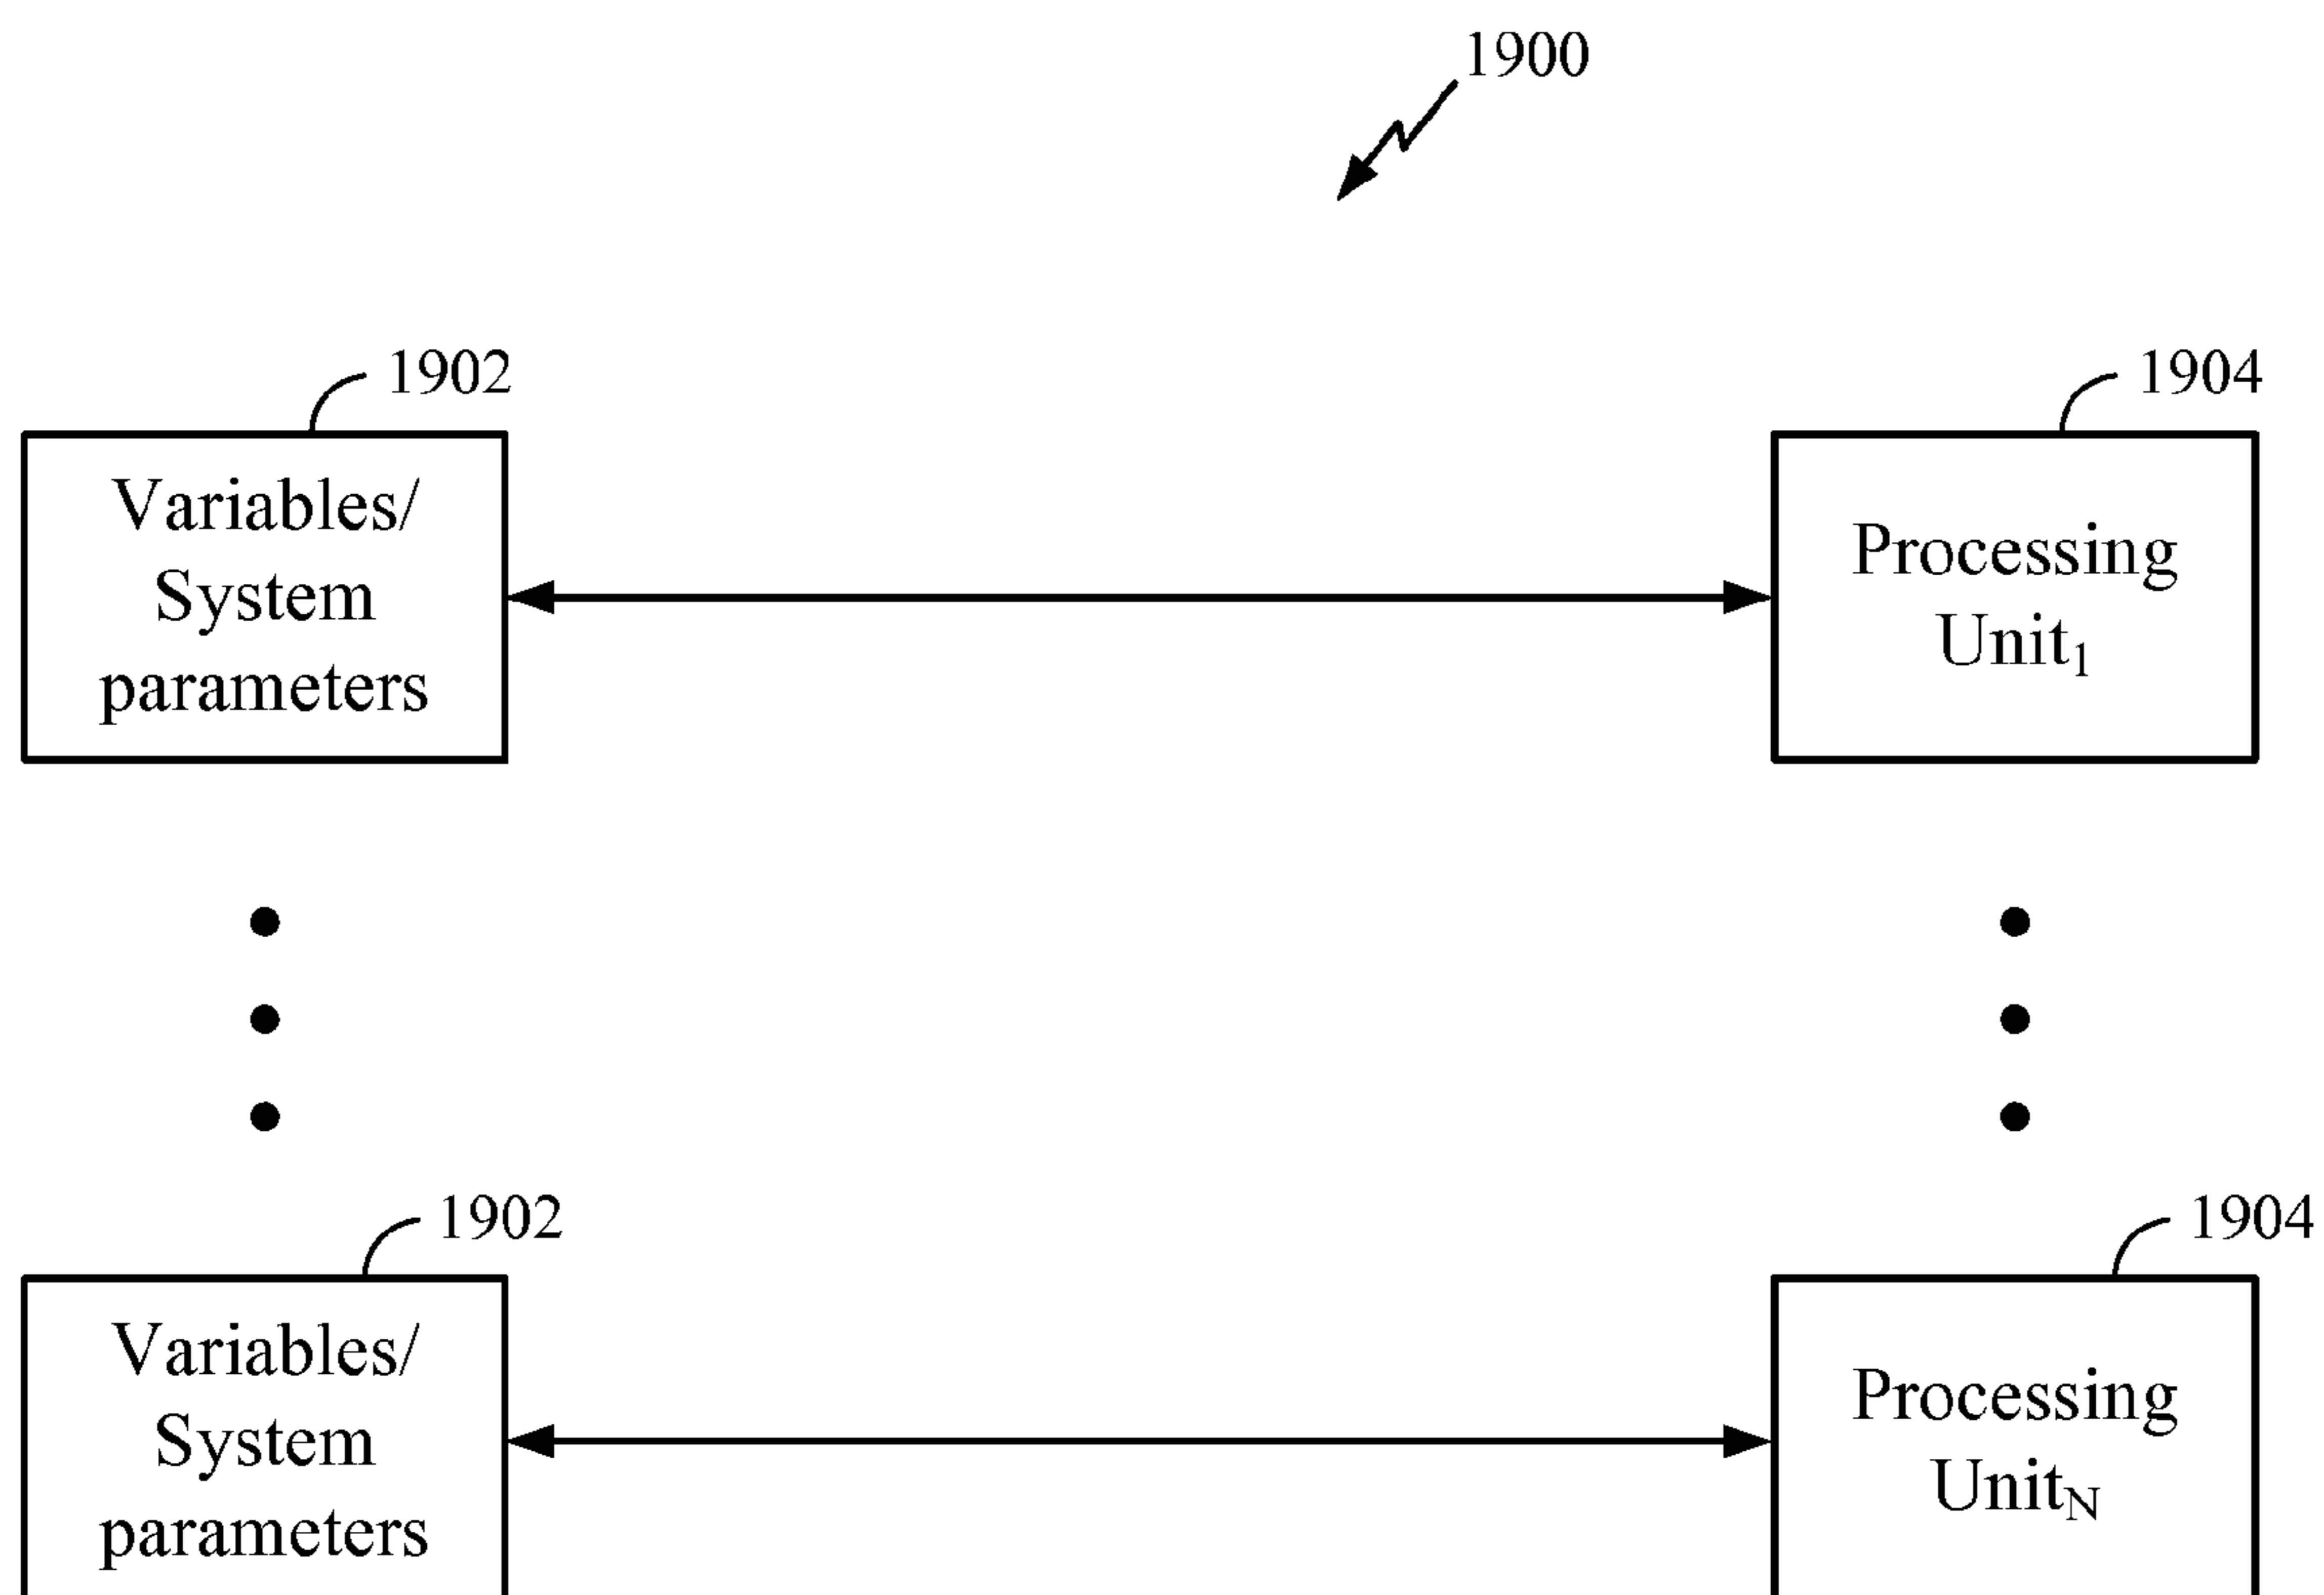 1900
1902
1904
Variables/
System
parameters
Processing
Unit1
1902
1904
Variables/
System
parameters
Processing
UnitN